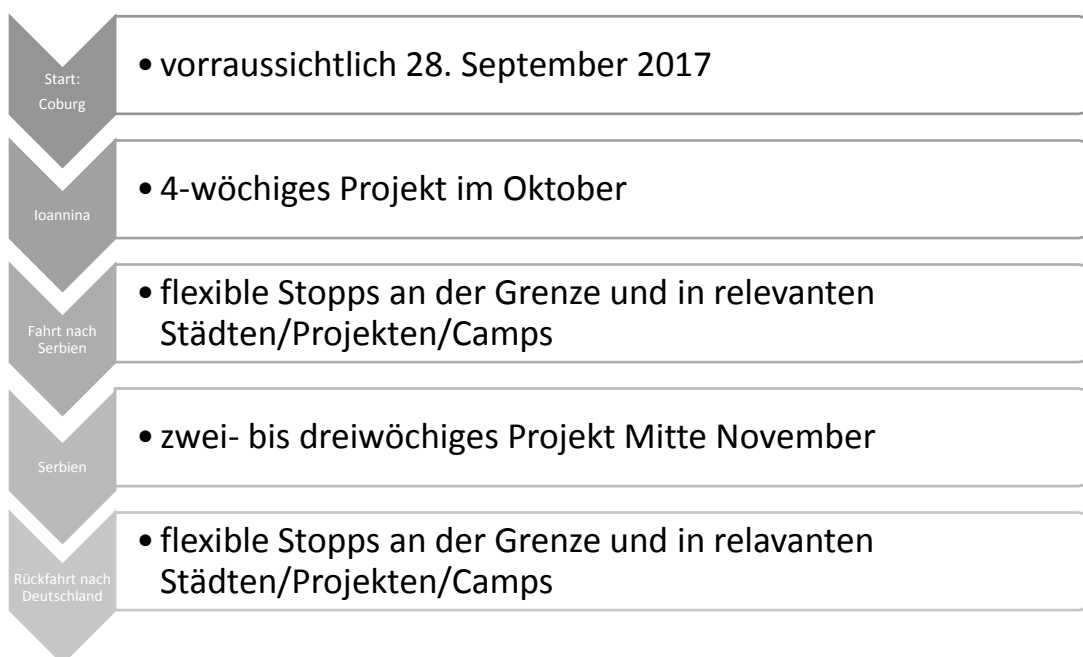 Start:
Coburg
• vorraussichtlich 28. September 2017
Ioannina
• 4-wöchiges Projekt im Oktober
Fahrt nach
Serbien
• flexible Stopps an der Grenze und in relevanten
Städten/Projekten/Camps
Serbien
• zwei- bis dreiwöchiges Projekt Mitte November
Rückfahrt nach
Deutschland
• flexible Stopps an der Grenze und in relavanten
Städten/Projekten/Camps